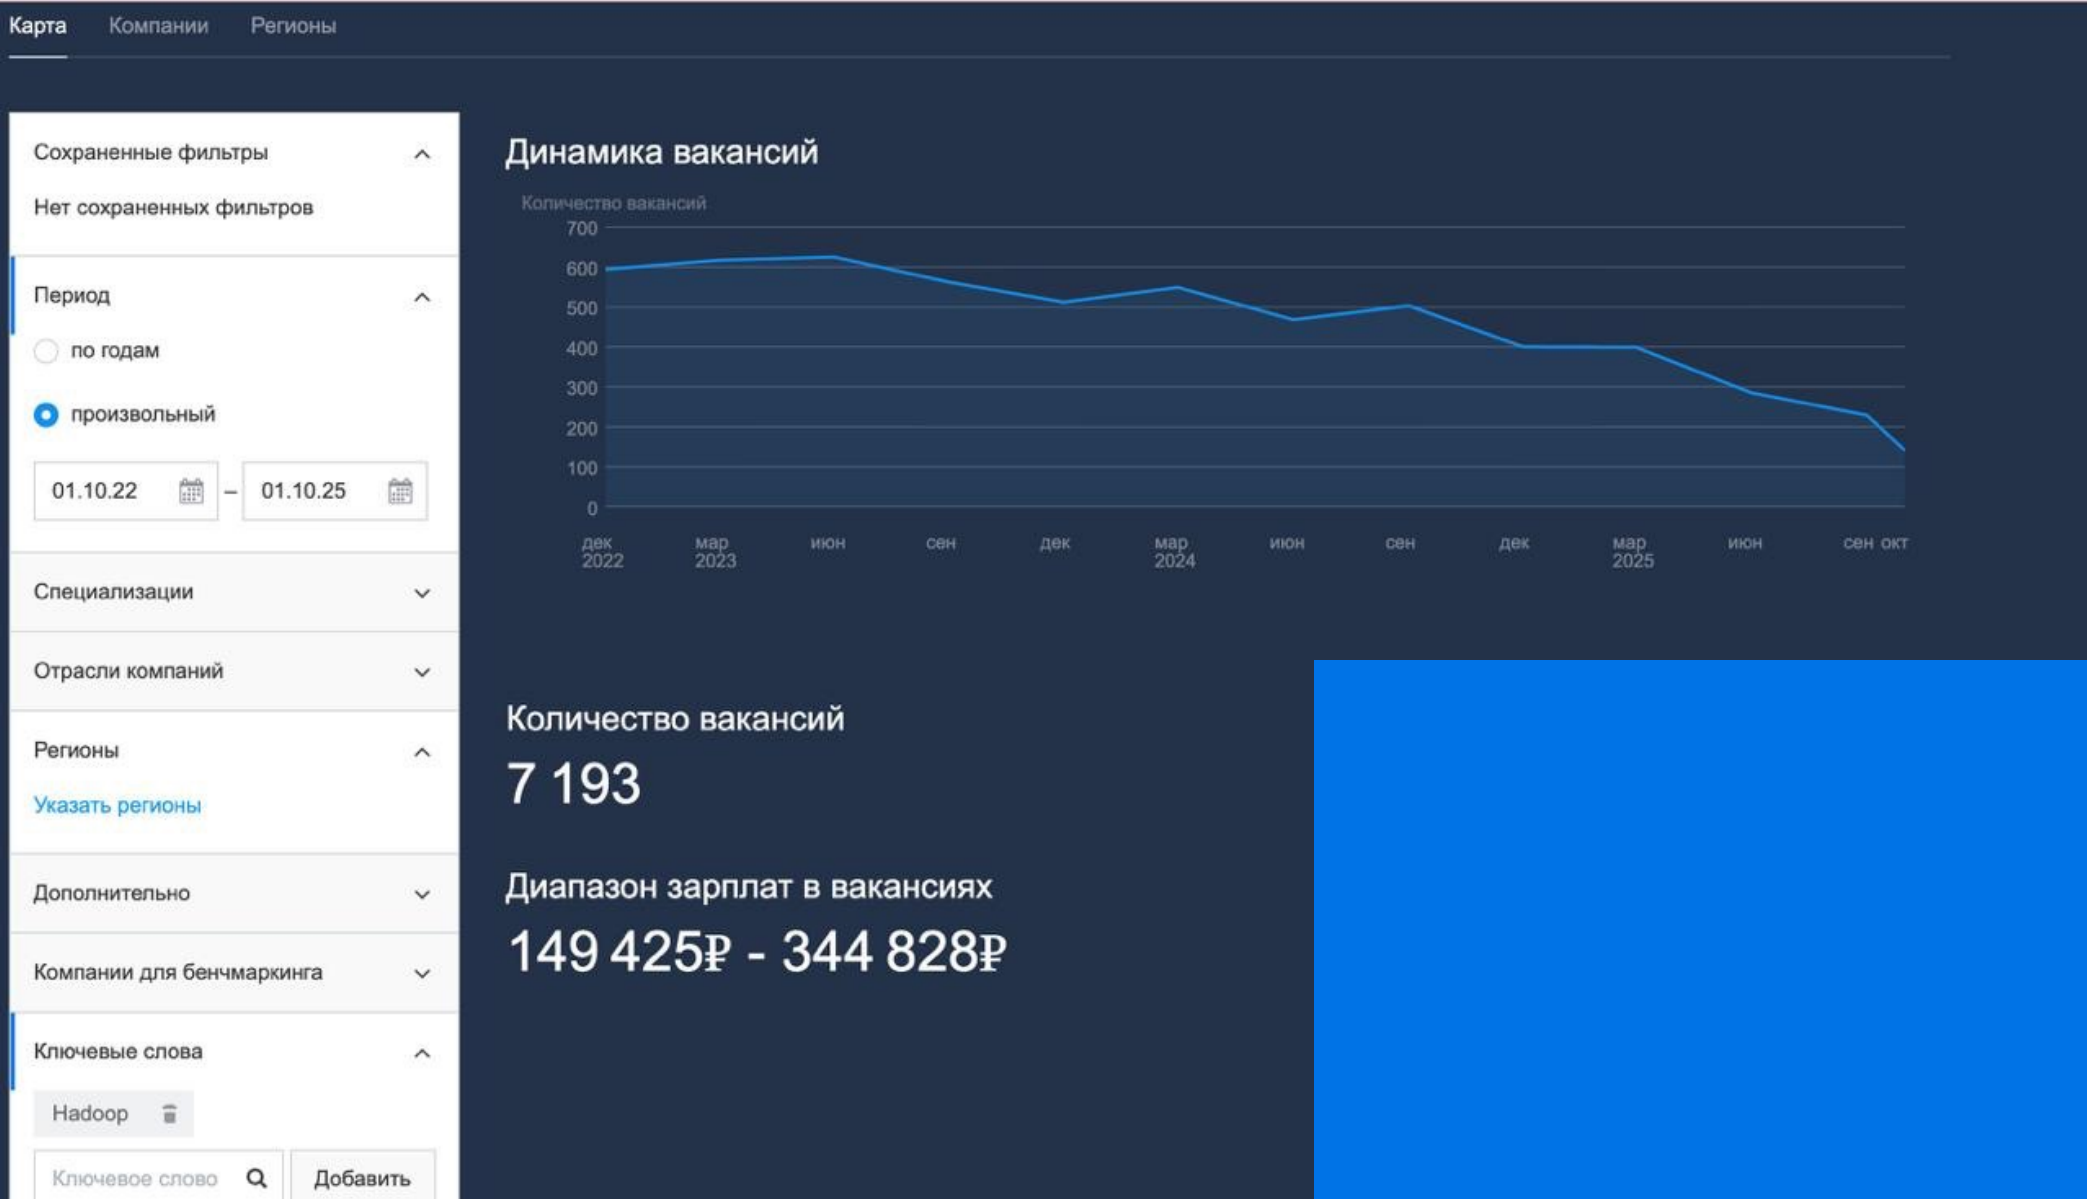 Карта Компании Регионы
Сохраненные фильтры
Нет сохраненных фильтров
Период
по годам
произвольный
01.10.22 – 01.10.25
Специализации
Отрасли компаний
Регионы
Указать регионы
Дополнительно
Компании для бенчмаркинга
Ключевые слова
Hadoop
Ключевое слово Добавить
Динамика вакансий
Количество вакансий
700
600
500
400
300
200
100
0
дек мар июн сен дек мар июн сен дек мар июн сен окт
2022 2023 2024 2025
Количество вакансий
7 193
Диапазон зарплат в вакансиях
149 425₽ - 344 828₽